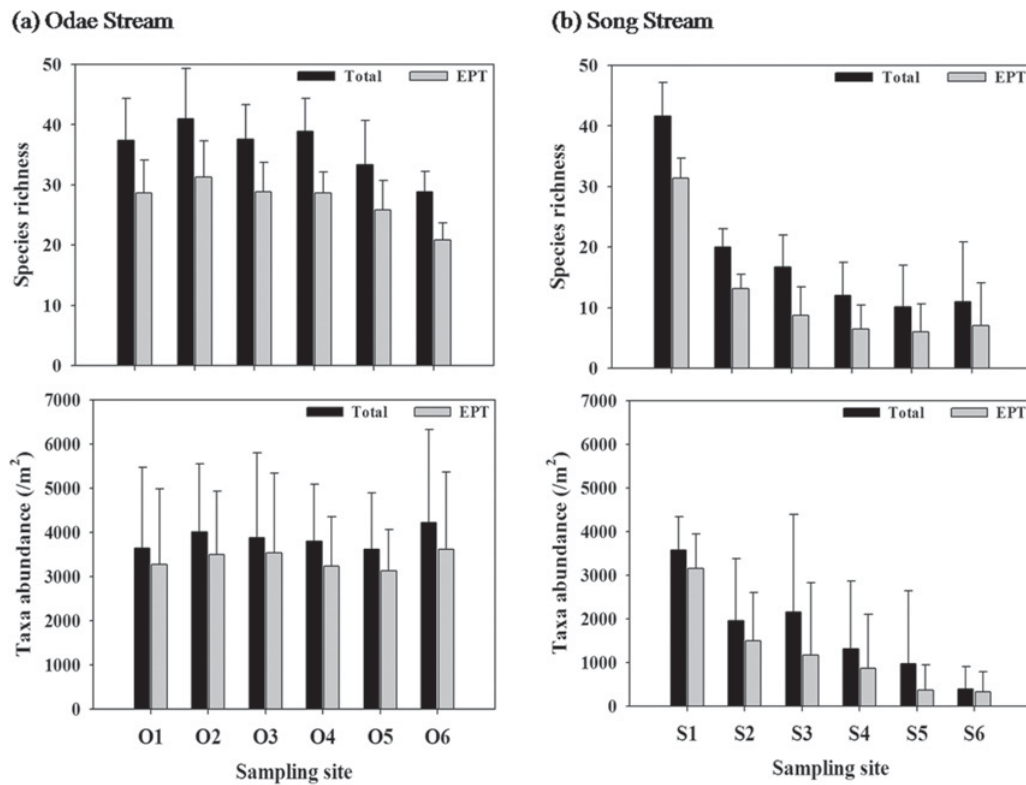 (a) Odae Stream
Species richness
50
40
30
20
10
0
Total EPT
Taxa abundance (/m²)
7000
6000
5000
4000
3000
2000
1000
0
Total EPT
O1 O2 O3 O4 O5 O6
Sampling site
(b) Song Stream
Species richness
50
40
30
20
10
0
Total EPT
Taxa abundance (/m²)
7000
6000
5000
4000
3000
2000
1000
0
Total EPT
S1 S2 S3 S4 S5 S6
Sampling site